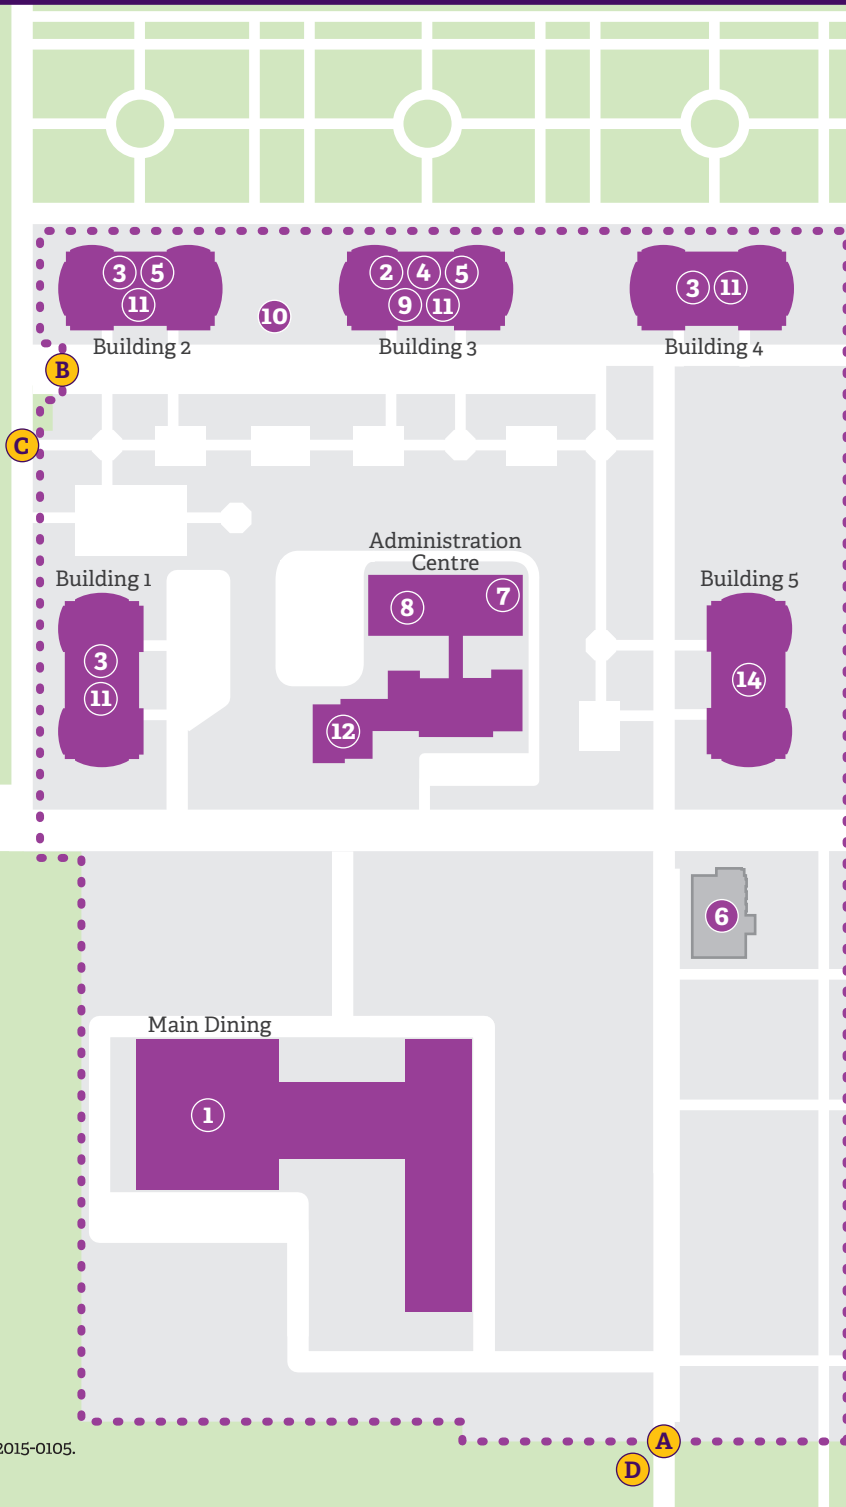 3 5
2 4 5
3 11
11
10
9 11
Building 2
Building 3
Building 4
B
C
Administration
Centre
Building 1
Building 5
8
7
3
11
14
12
6
Main Dining
1
A
2015-0105.
D